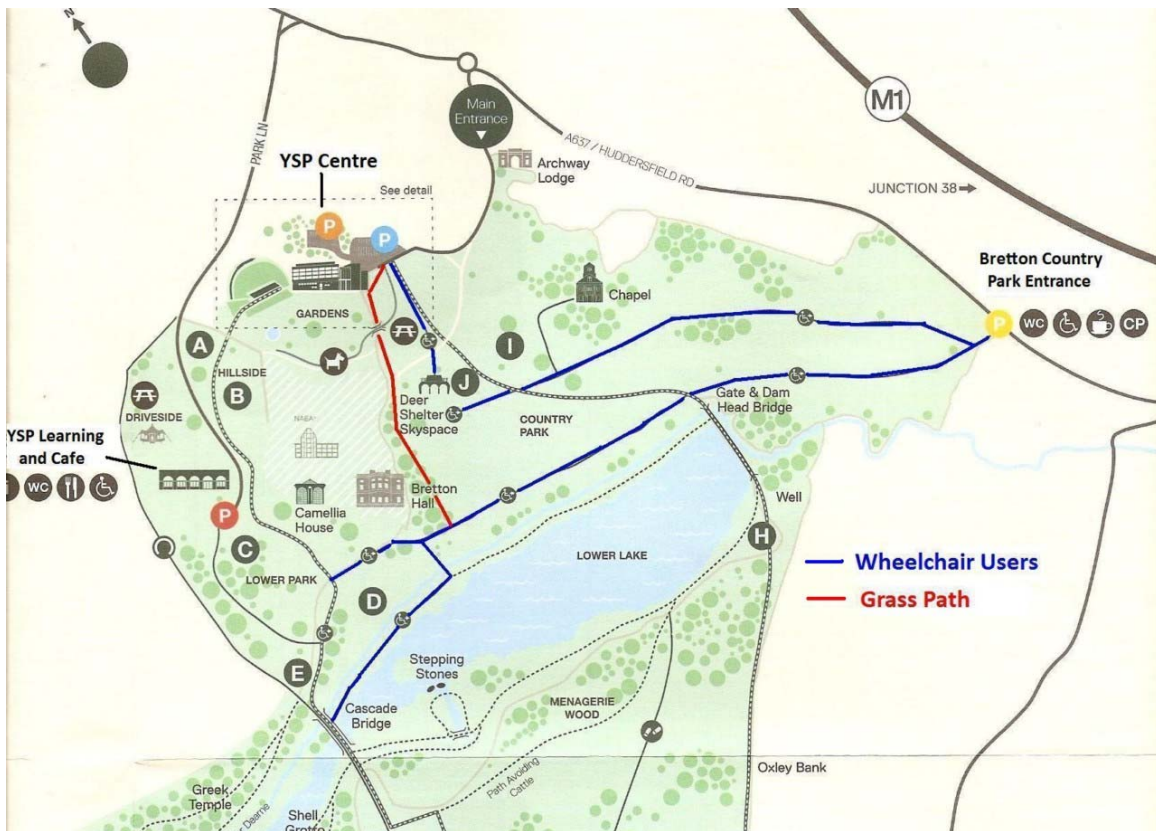 N
M1
Main
Entrance
PARK LN
A637 / HUDDERSFIELD RD
YSP Centre
Archway
Lodge
JUNCTION 38
See detail
P
P
Bretton Country
Park Entrance
Chapel
P
WC
CP
GARDENS
A
I
HILLSIDE
B
J
DRIVESIDE
Deer
Shelter
Skyspace
COUNTRY
PARK
Gate & Dam
Head Bridge
YSP Learning
and Cafe
WC
NAEA
Bretton
Hall
Well
Camellia
House
P
C
H
LOWER LAKE
LOWER PARK
Wheelchair Users
D
Grass Path
E
Stepping
Stones
MENAGERIE
WOOD
Cascade
Bridge
Path Avoiding
Cattle
Oxley Bank
Greek
Temple
Dearne
Shell
Grotto